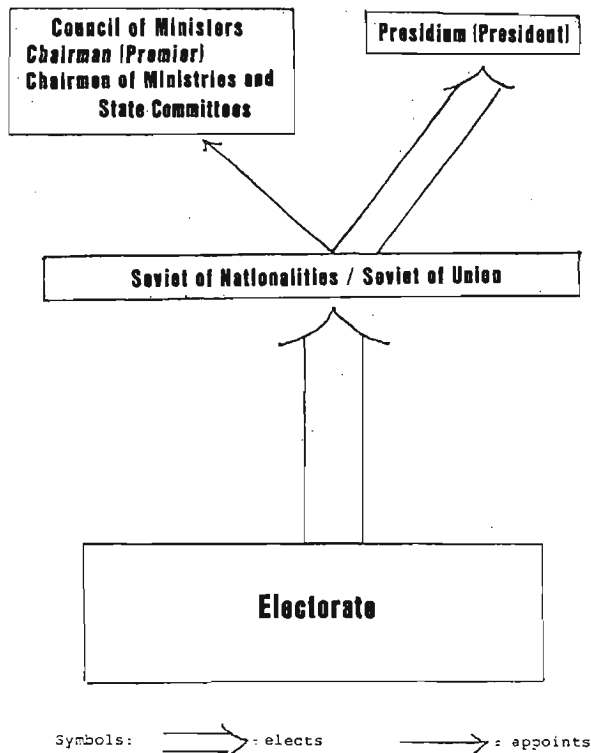 Council of Ministers
Chairman (Premier)
Chairmen of Ministries and
State Committees
Presidium (President)
Soviet of Nationalities / Soviet of Union
Electorate
Symbols: = elects = appoints